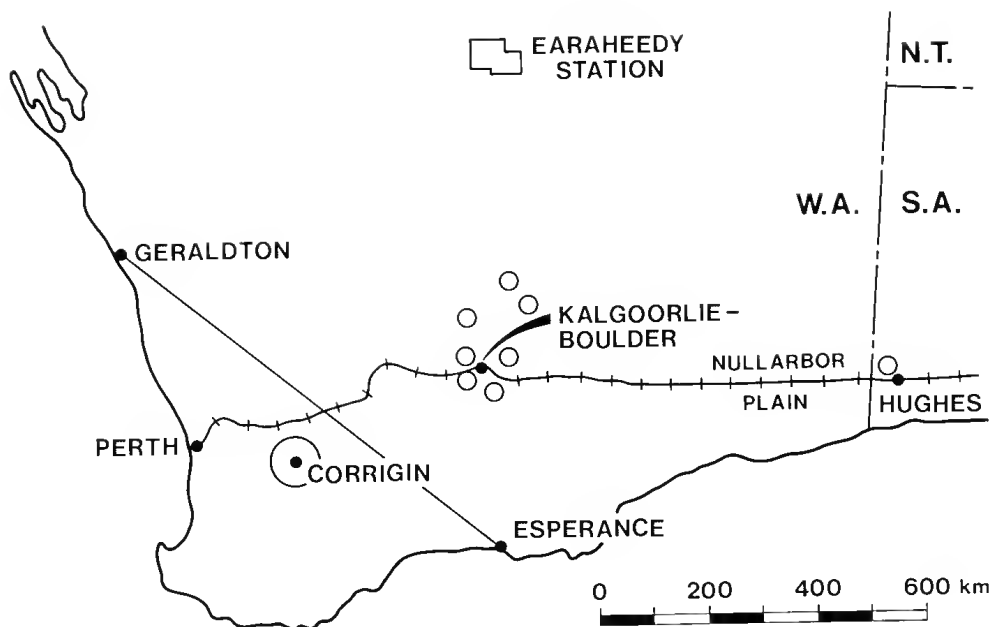 EARAHEEDY
STATION
N.T.
W.A.
S.A.
GERALDTON
KALGOORLIE–
BOULDER
NULLARBOR
PLAIN
HUGHES
PERTH
CORRIGIN
ESPERANCE
0 200 400 600 km